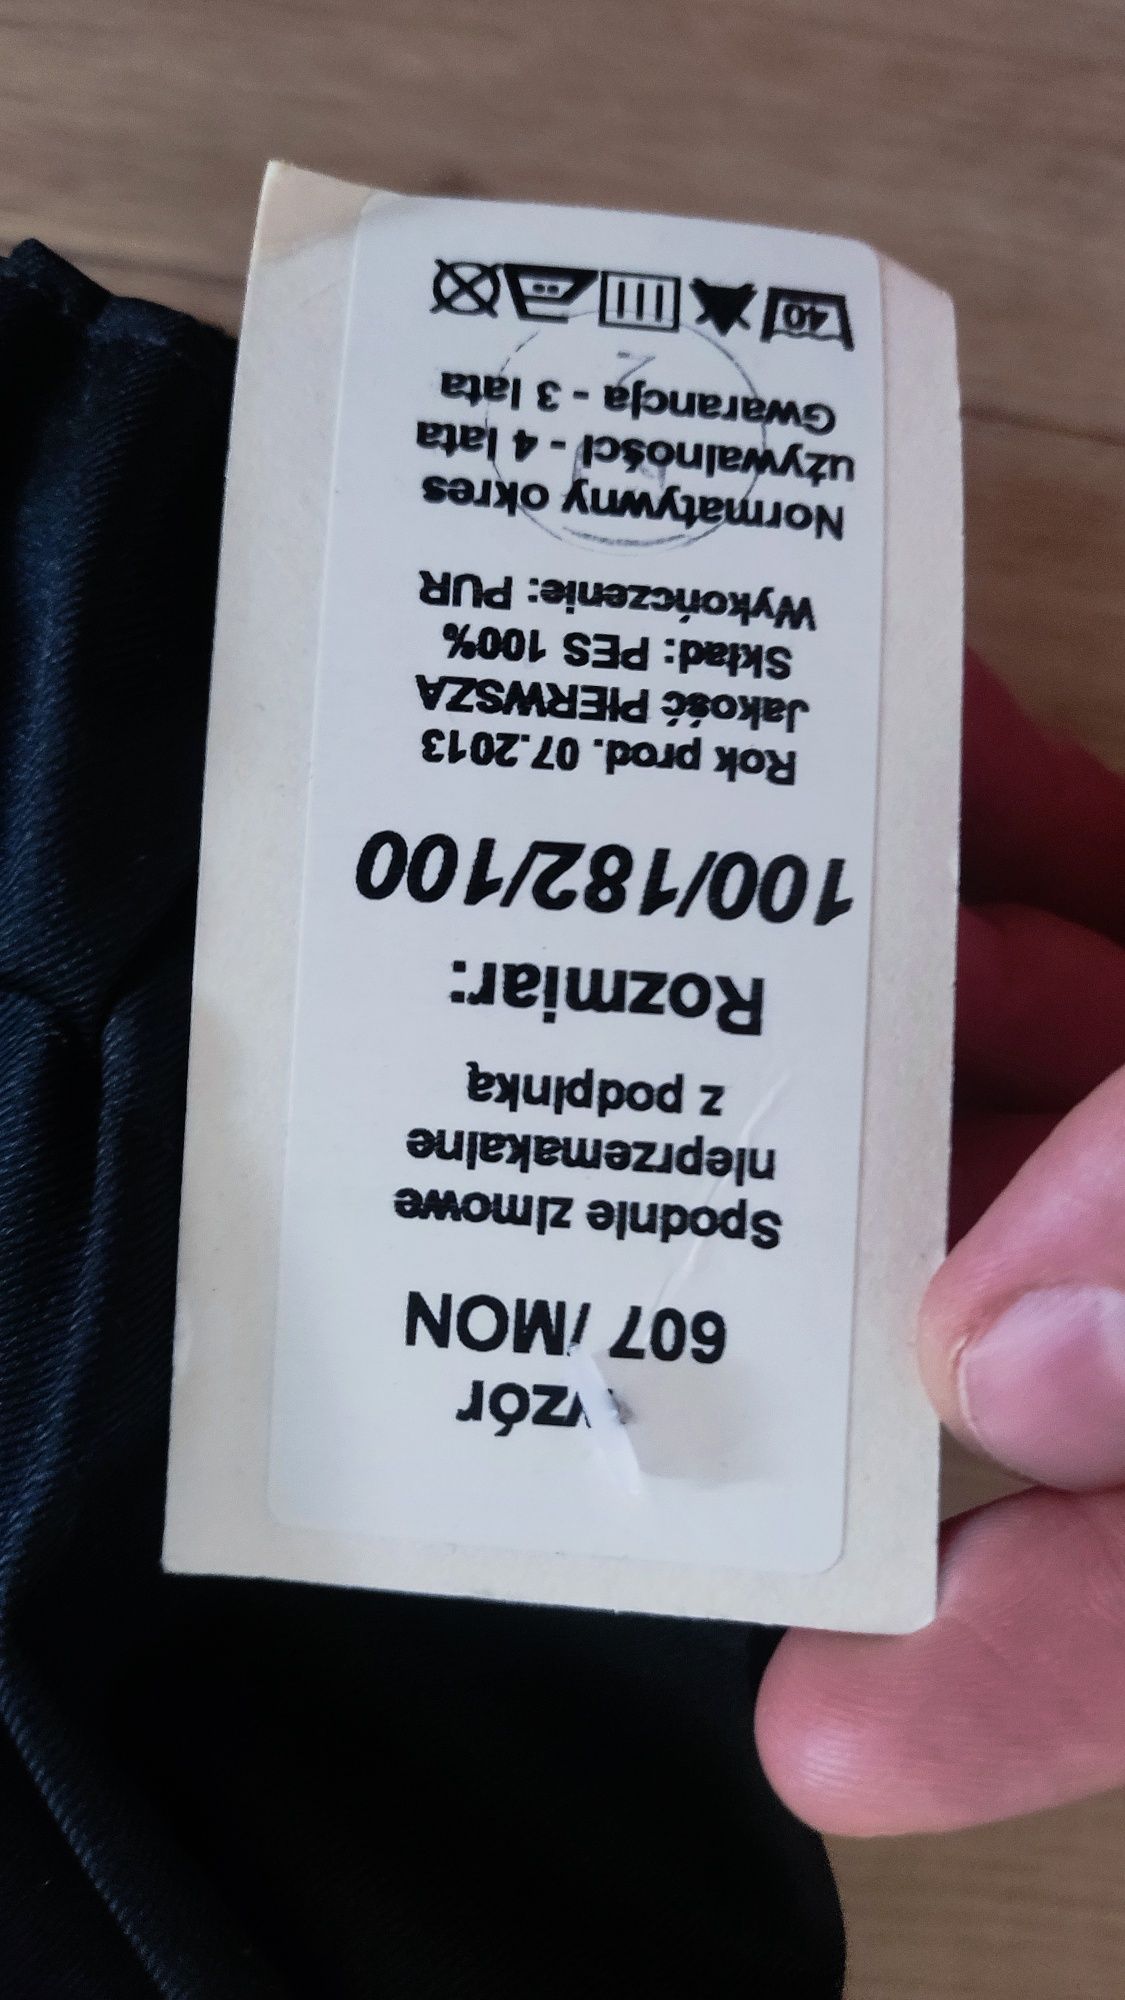 wzór
607 /MON
Spodnie zimowe
nieprzemakalne
z podpinką
Rozmiar:
100/182/100
Rok prod. 07.2013
Jakość PIERWSZA
Skład: PES 100%
Wykończenie: PUR
Normatywny okres
używalności - 4 lata
Gwarancja - 3 lata
40